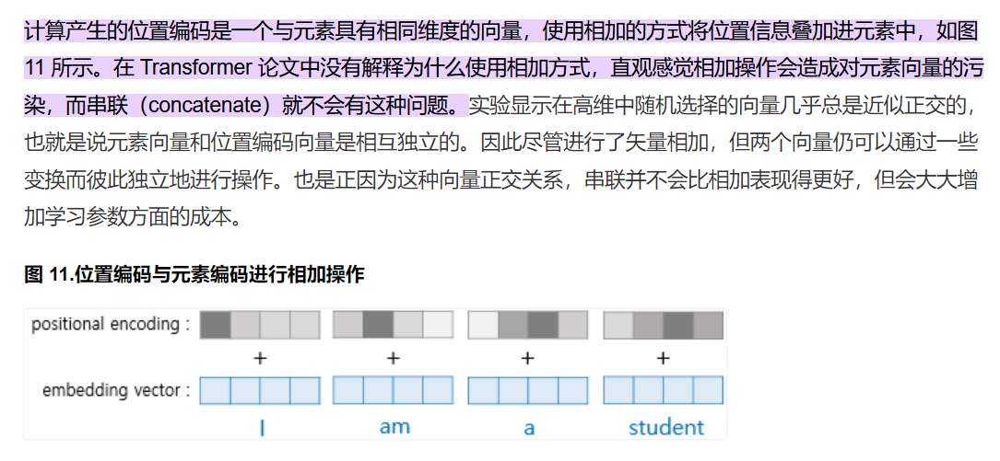 计算产生的位置编码是一个与元素具有相同维度的向量，使用相加的方式将位置信息叠加进元素中，如图
11 所示。在 Transformer 论文中没有解释为什么使用相加方式，直观感觉相加操作会造成对元素向量的污
染，而串联（concatenate）就不会有这种问题。实验显示在高维中随机选择的向量几乎总是近似正交的，
也就是说元素向量和位置编码向量是相互独立的。因此尽管进行了矢量相加，但两个向量仍可以通过一些
变换而彼此独立地进行操作。也是正因为这种向量正交关系，串联并不会比相加表现得更好，但会大大增
加学习参数方面的成本。
图 11.位置编码与元素编码进行相加操作
positional encoding :
+ + + +
embedding vector :
I am a student